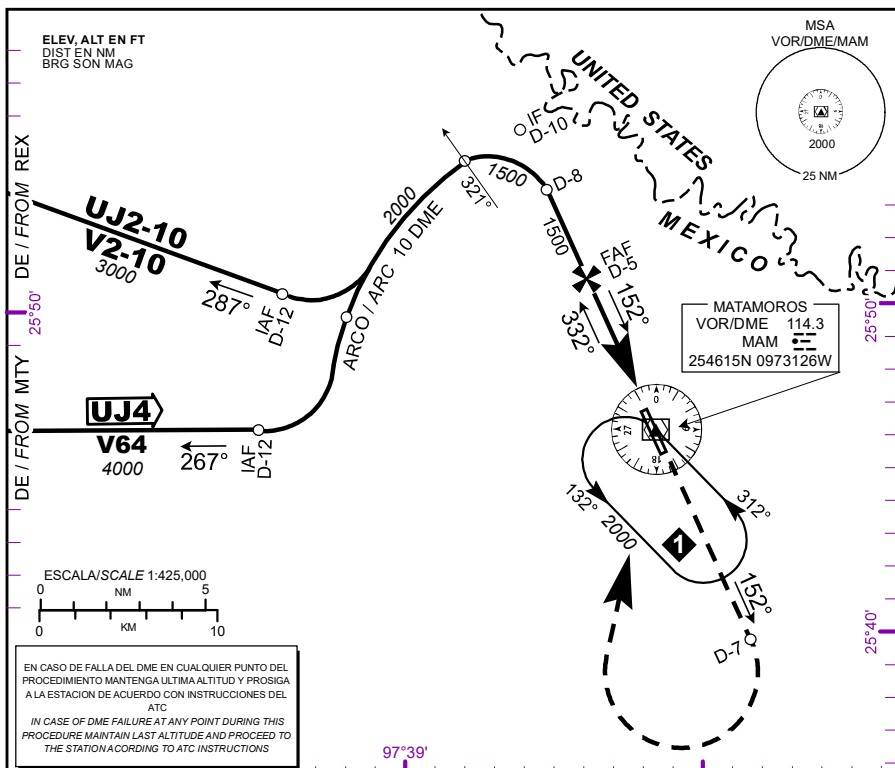 ELEV, ALT EN FT
DIST EN NM
BRG SON MAG
MSA
VOR/DME/MAM
2000
25 NM
UNITED STATES
MEXICO
IF
D-10
321°
1500
D-8
1500
FAF
D-5
152°
332°
2000
ARCO / ARC 10 DME
DE / FROM REX
UJ2-10
V2-10
3000
287°
IAF
D-12
25°50'
25°50'
MATAMOROS
VOR/DME 114.3
MAM
254615N 0973126W
DE / FROM MTY
UJ4
V64
4000
267°
IAF
D-12
0
27
18
132° 2000
312°
1
152°
D-7
25°40'
ESCALA/SCALE 1:425,000
0 NM 5
0 KM 10
EN CASO DE FALLA DEL DME EN CUALQUIER PUNTO DEL
PROCEDIMIENTO MANTENGA ULTIMA ALTITUD Y PROSIGA
A LA ESTACION DE ACUERDO CON INSTRUCCIONES DEL
ATC
IN CASE OF DME FAILURE AT ANY POINT DURING THIS
PROCEDURE MAINTAIN LAST ALTITUDE AND PROCEED TO
THE STATION ACORDING TO ATC INSTRUCTIONS
97°39'